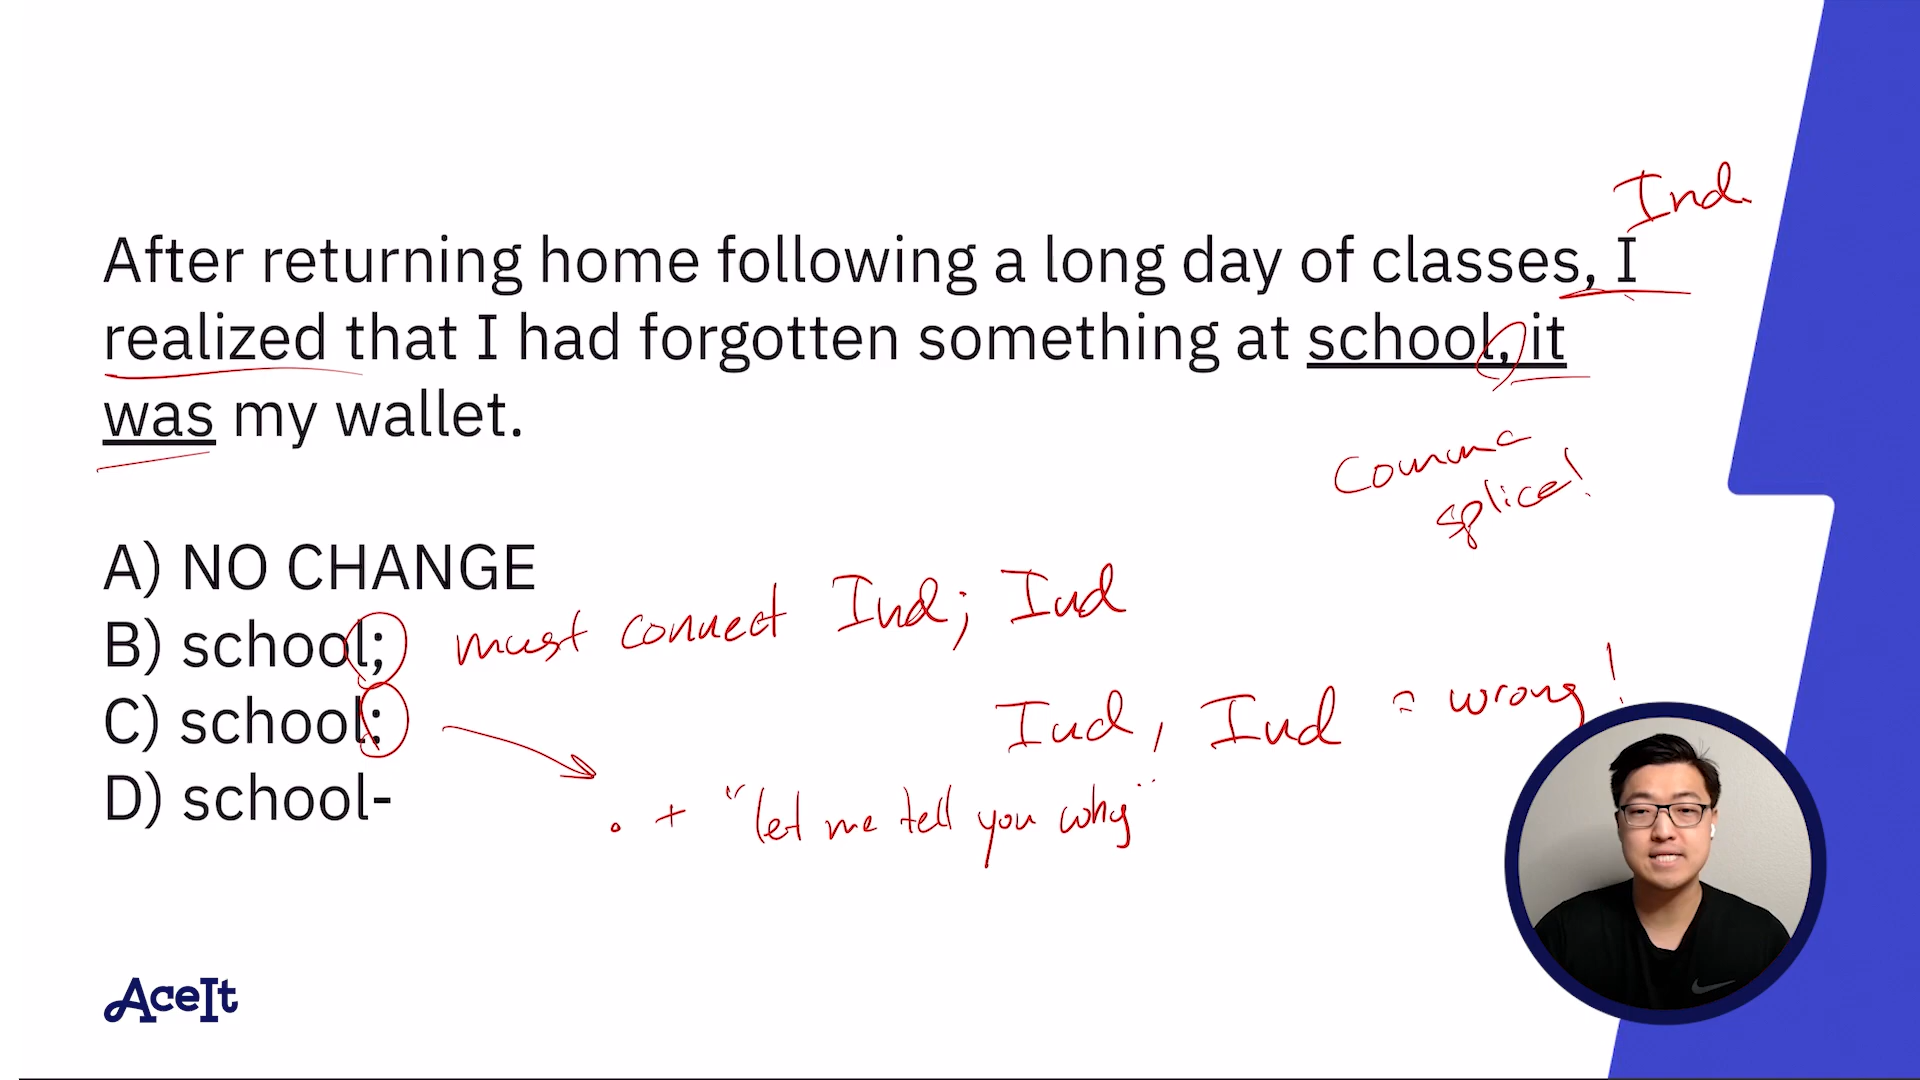 Ind.
After returning home following a long day of classes, I
realized that I had forgotten something at school, it
was my wallet.
Comma
splice!
A) NO CHANGE
B) school; must connect Ind; Ind
C) school: Ind, Ind = wrong!
D) school- . + "let me tell you why"
AceIt